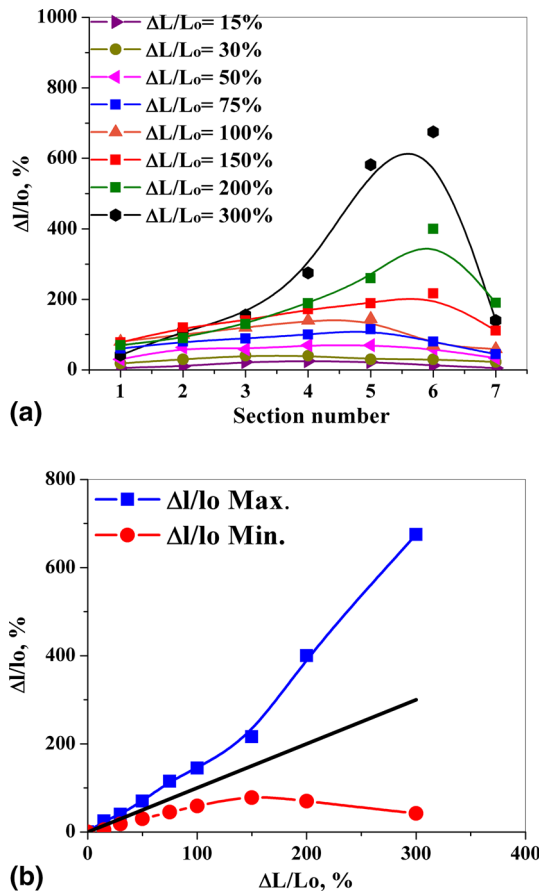 1000
800
600
400
200
0
Δl/lo, %
ΔL/Lo= 15%
ΔL/Lo= 30%
ΔL/Lo= 50%
ΔL/Lo= 75%
ΔL/Lo= 100%
ΔL/Lo= 150%
ΔL/Lo= 200%
ΔL/Lo= 300%
1 2 3 4 5 6 7
Section number
(a)
800
600
400
200
0
Δl/lo, %
Δl/lo Max.
Δl/lo Min.
0 100 200 300 400
ΔL/Lo, %
(b)